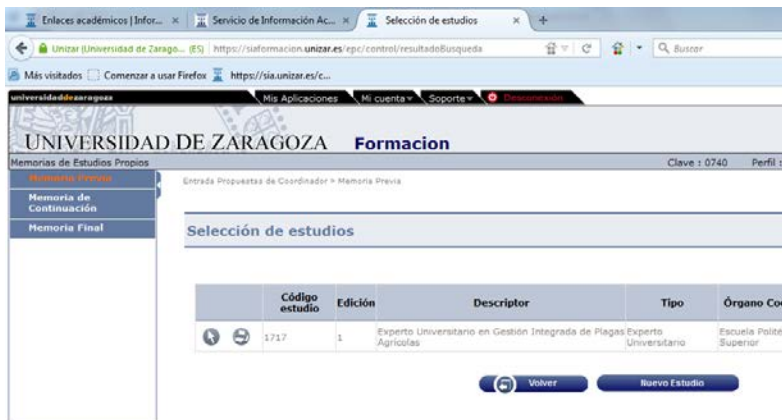 Enlaces académicos | Infor...
Servicio de Información Ac...
Selección de estudios
Unizar (Universidad de Zarago... (ES)
https://siaformacion.unizar.es/epc/control/resultadoBusqueda
Buscar
Más visitados
Comenzar a usar Firefox
https://sia.unizar.es/c...
universidaddezaragoza
Mis Aplicaciones
Mi cuenta
Soporte
Desconexión
UNIVERSIDAD DE ZARAGOZA
Formacion
Memorias de Estudios Propios
Clave : 0740
Perfil :
Memoria Previa
Entrada Propuestas de Coordinador > Memoria Previa
Memoria de
Continuación
Memoria Final
Selección de estudios
Código
estudio
Edición
Descriptor
Tipo
Órgano Coo
1717
1
Experto Universitario en Gestión Integrada de Plagas
Agrícolas
Experto
Universitario
Escuela Polité
Superior
Volver
Nuevo Estudio